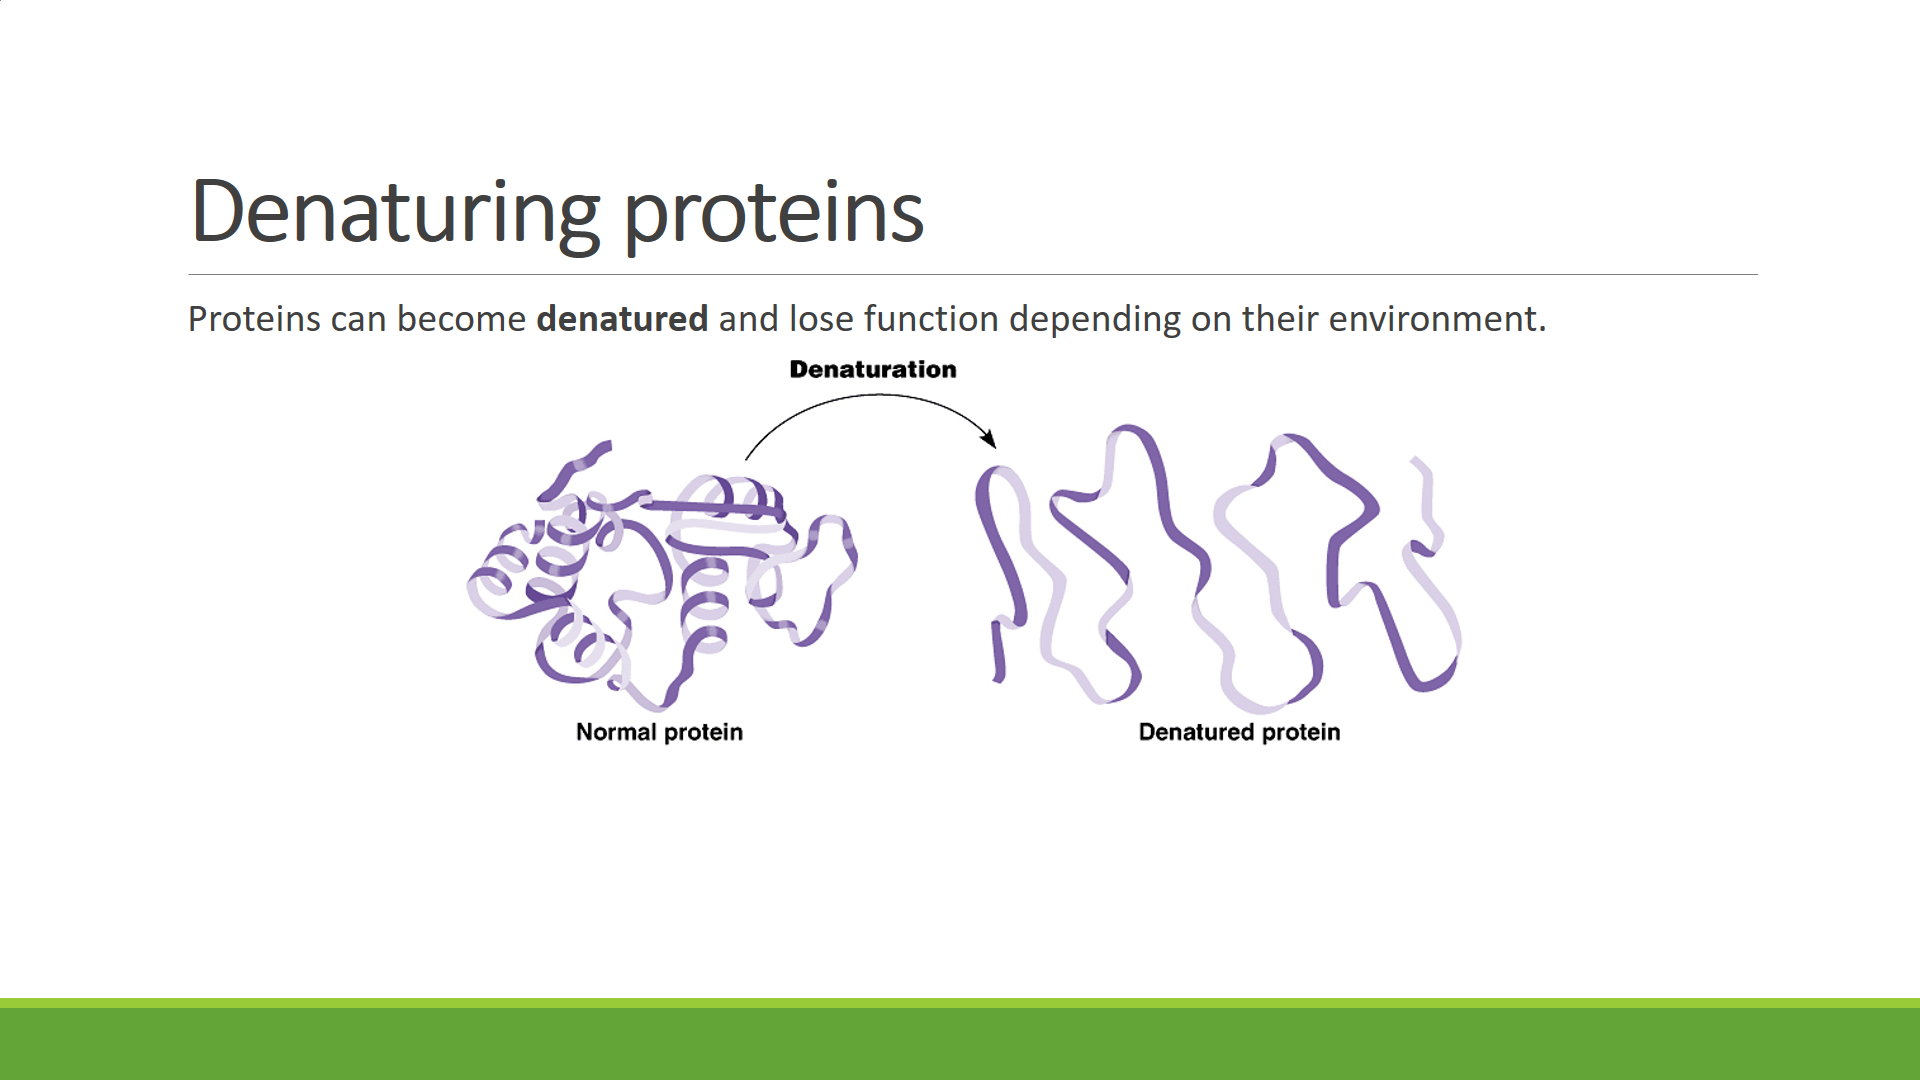 Denaturing proteins
Proteins can become denatured and lose function depending on their environment.
Denaturation
Normal protein
Denatured protein